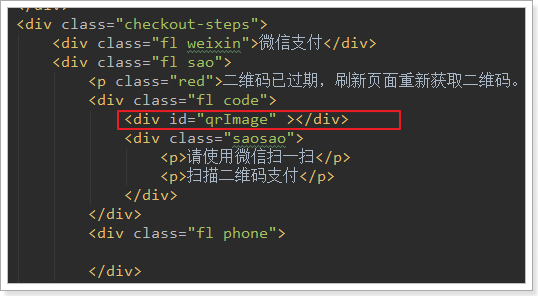 </div>
<div class="checkout-steps">
<div class="fl weixin">微信支付</div>
<div class="fl sao">
<p class="red">二维码已过期，刷新页面重新获取二维码。
<div class="fl code">
<div id="qrImage" ></div>
<div class="saosao">
<p>请使用微信扫一扫</p>
<p>扫描二维码支付</p>
</div>
</div>
<div class="fl phone">
</div>